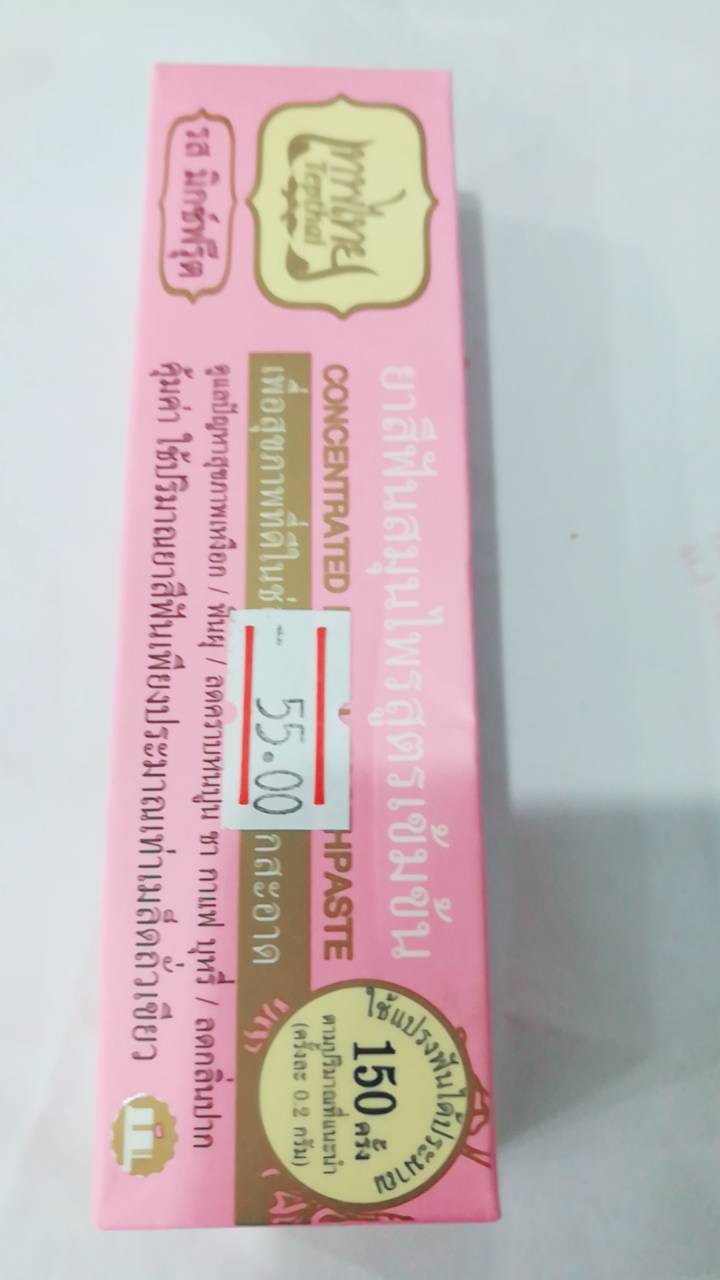 เทพไทย
Tepthai
รส มิกซ์ฟรุ๊ต
ยาสีฟันสมุนไพรสูตรเข้มข้น
CONCENTRATED HPASTE
เพื่อสุขภาพที่ดีในช่ กสะอาด
ดูแลปัญหาสุขภาพเหงือก / ฟันผุ / ลดคราบหินปูน ชา กาแฟ บุหรี่ / ลดกลิ่นปาก
คุ้มค่า ใช้ปริมาณยาสีฟันเพียงประมาณเท่าเมล็ดถั่วเขียว
55.00
ใช้แปรงฟันได้ประมาณ
150 ครั้ง
ตามปริมาณที่แนะนำ
(ครั้งละ 0.2 กรัม)